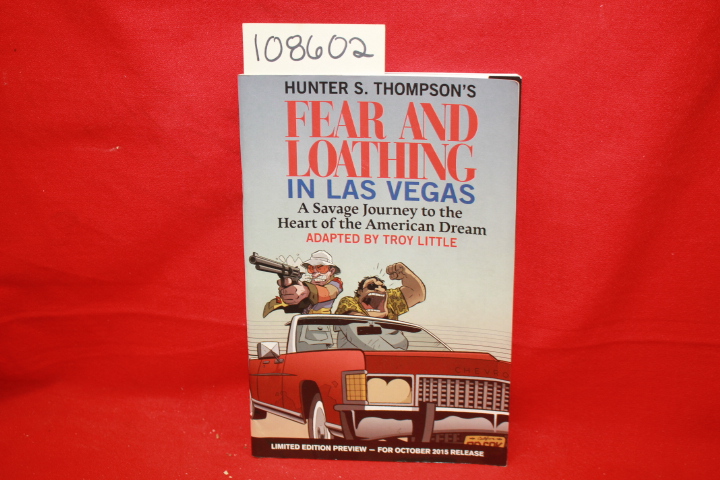 108602
HUNTER S. THOMPSON'S
FEAR AND
LOATHING
IN LAS VEGAS
A Savage Journey to the
Heart of the American Dream
ADAPTED BY TROY LITTLE
LIMITED EDITION PREVIEW — FOR OCTOBER 2015 RELEASE